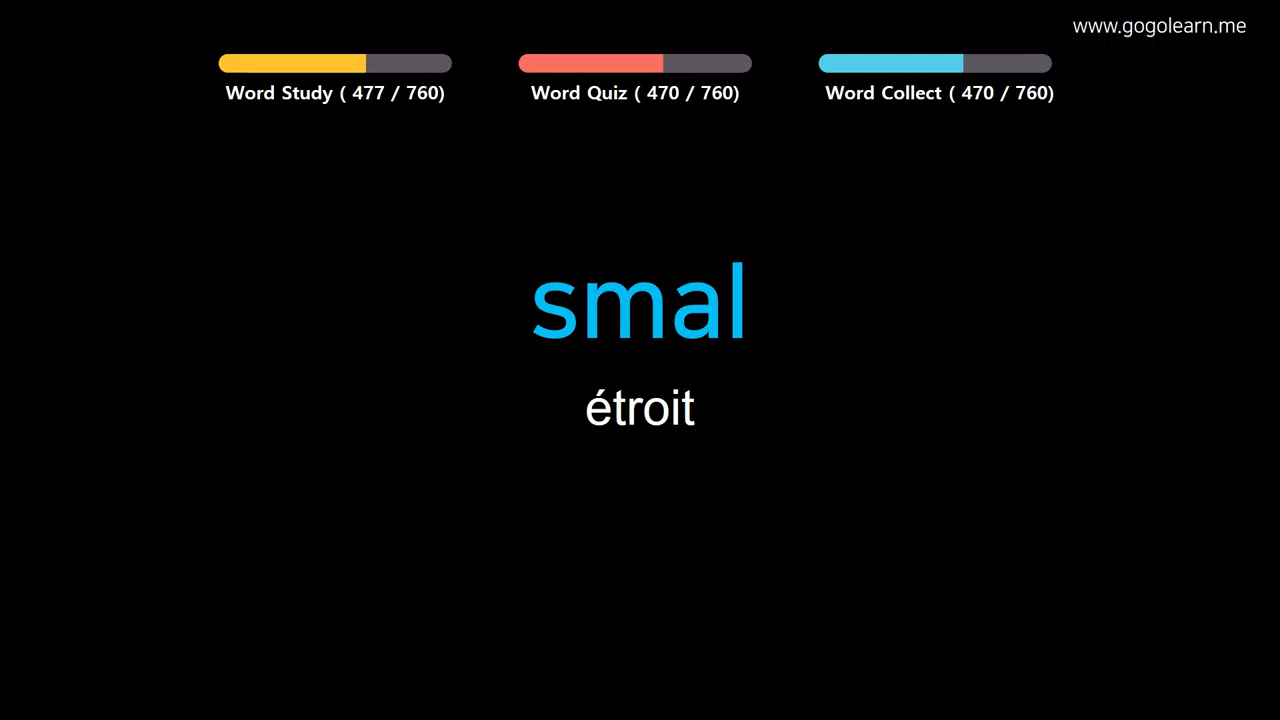 www.gogolearn.me
Word Study ( 477 / 760)
Word Quiz ( 470 / 760)
Word Collect ( 470 / 760)
smal
étroit